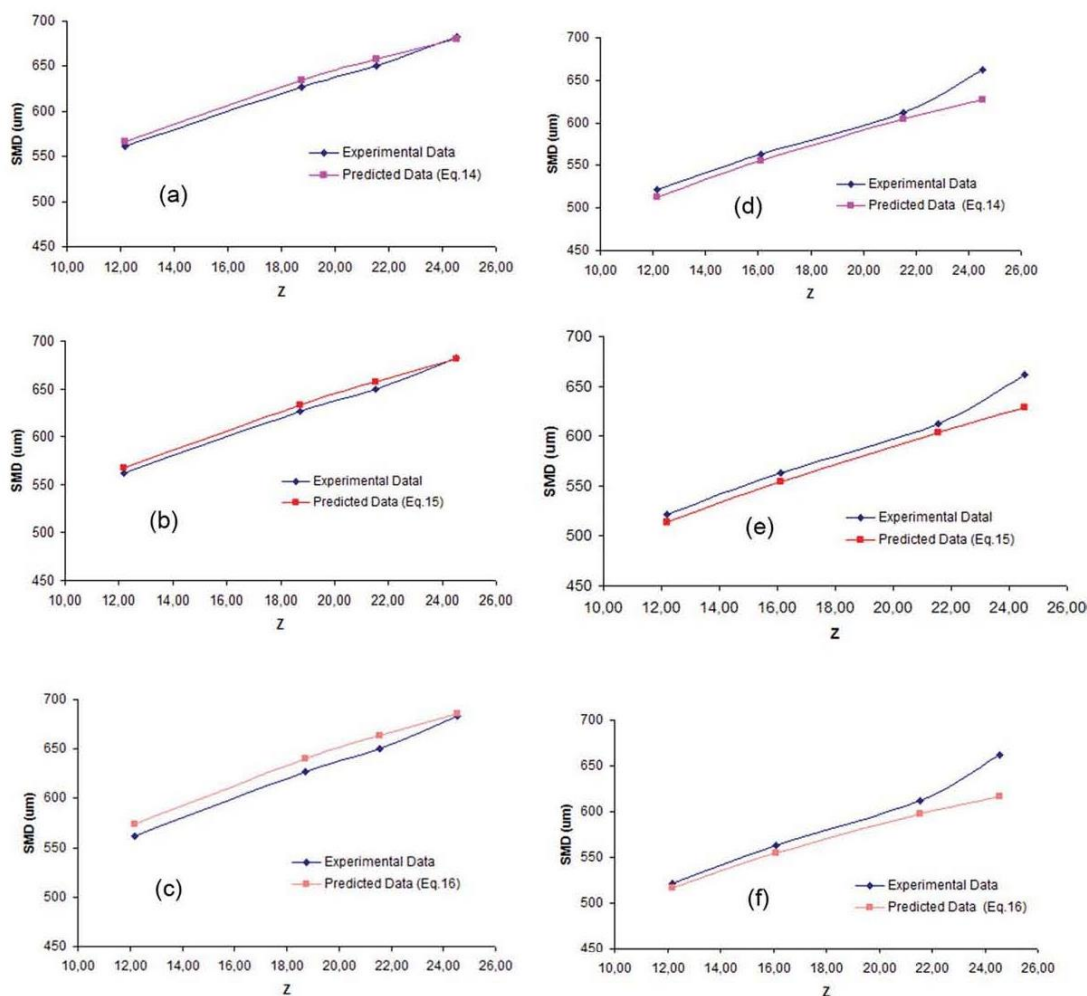 700
650
600
550
500
450
SMD (um)
Experimental Data
Predicted Data (Eq.14)
(a)
10,00 12,00 14,00 16,00 18,00 20,00 22,00 24,00 26,00
Z
700
650
600
550
500
450
SMD (um)
Experimental Data
Predicted Data (Eq.14)
(d)
10,00 12,00 14,00 16,00 18,00 20,00 22,00 24,00 26,00
Z
700
650
600
550
500
450
SMD (um)
Experimental Datal
Predicted Data (Eq.15)
(b)
10,00 12,00 14,00 16,00 18,00 20,00 22,00 24,00 26,00
Z
700
650
600
550
500
450
SMD (um)
Experimental Datal
Predicted Data (Eq.15)
(e)
10,00 12,00 14,00 16,00 18,00 20,00 22,00 24,00 26,00
Z
700
650
600
550
500
450
SMD (um)
Experimental Data
Predicted Data (Eq.16)
(c)
10,00 12,00 14,00 16,00 18,00 20,00 22,00 24,00 26,00
Z
700
650
600
550
500
450
SMD (um)
Experimental Data
Predicted Data (Eq.16)
(f)
10,00 12,00 14,00 16,00 18,00 20,00 22,00 24,00 26,00
Z